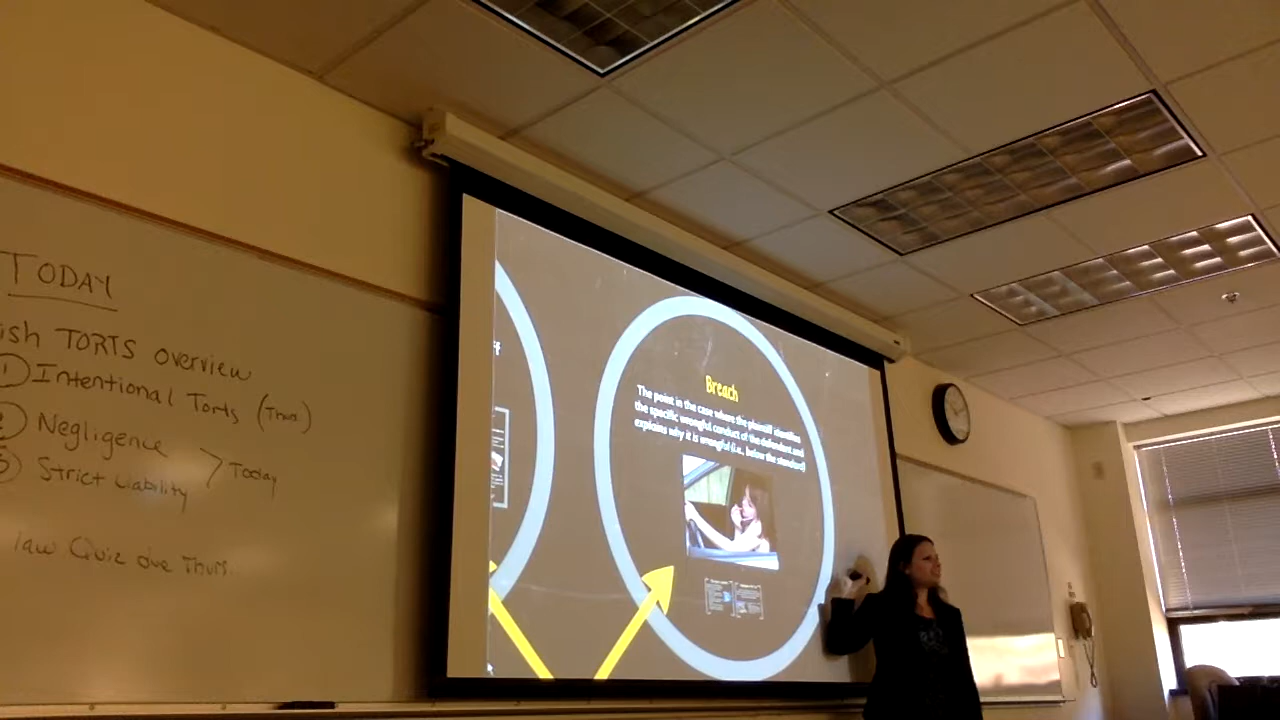 TODAY
ish TORTS overview
1 Intentional Torts (Thurs)
Negligence
Strict Liability
> Today
law Quiz due Thurs.
Breach
The point in the case where the plaintiff identifies
the specific wrongful conduct of the defendant and
explains why it is wrongful (i.e., below the standard)